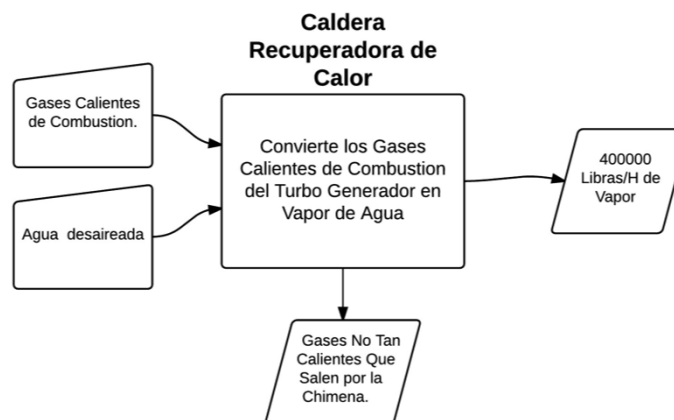 Caldera
Recuperadora de
Calor
Gases Calientes
de Combustion.
Convierte los Gases
Calientes de Combustion
del Turbo Generador en
Vapor de Agua
400000
Libras/H de
Vapor
Agua desaireada
Gases No Tan
Calientes Que
Salen por la
Chimena.